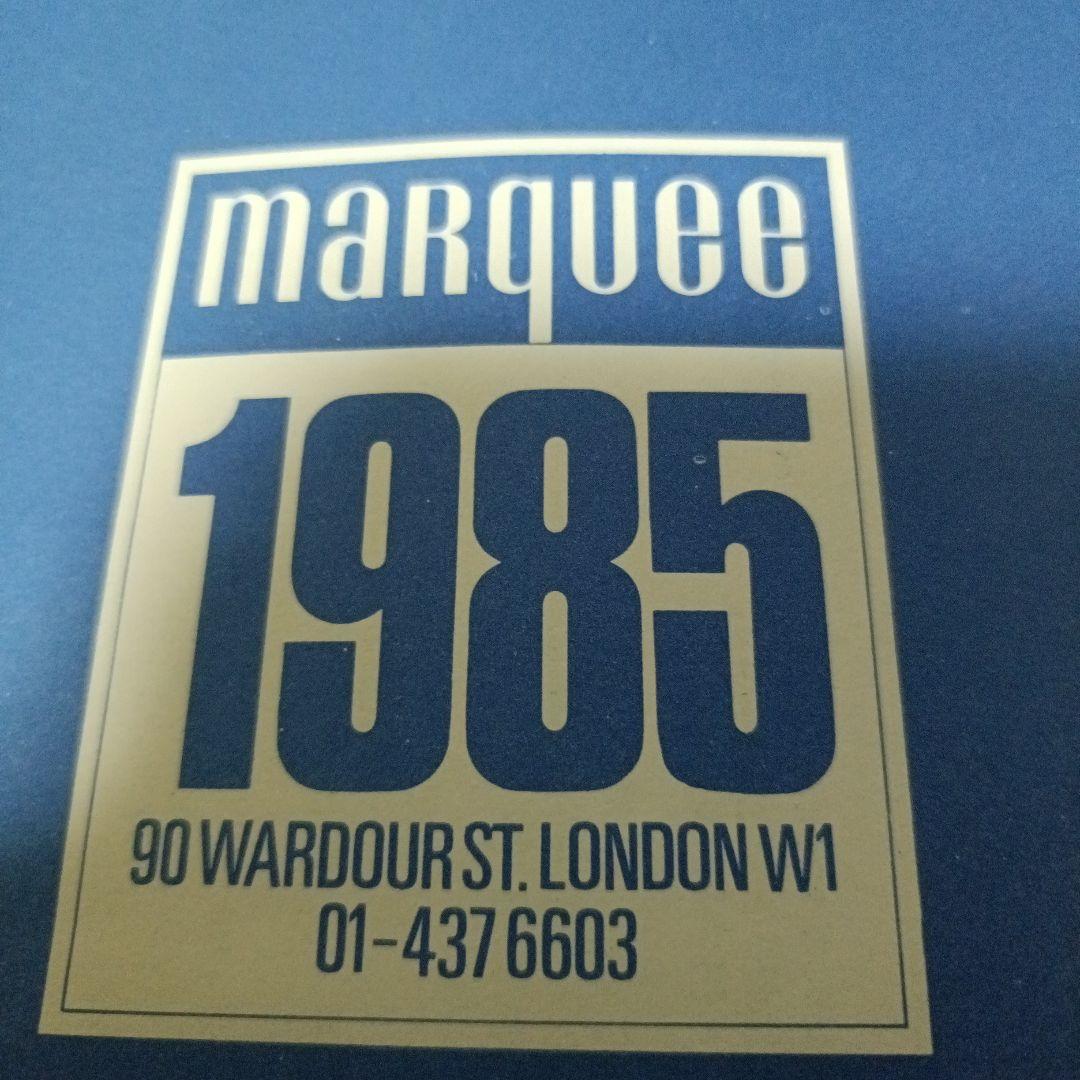 maRquee
1985
90 WARDOUR ST. LONDON W1
01-437 6603